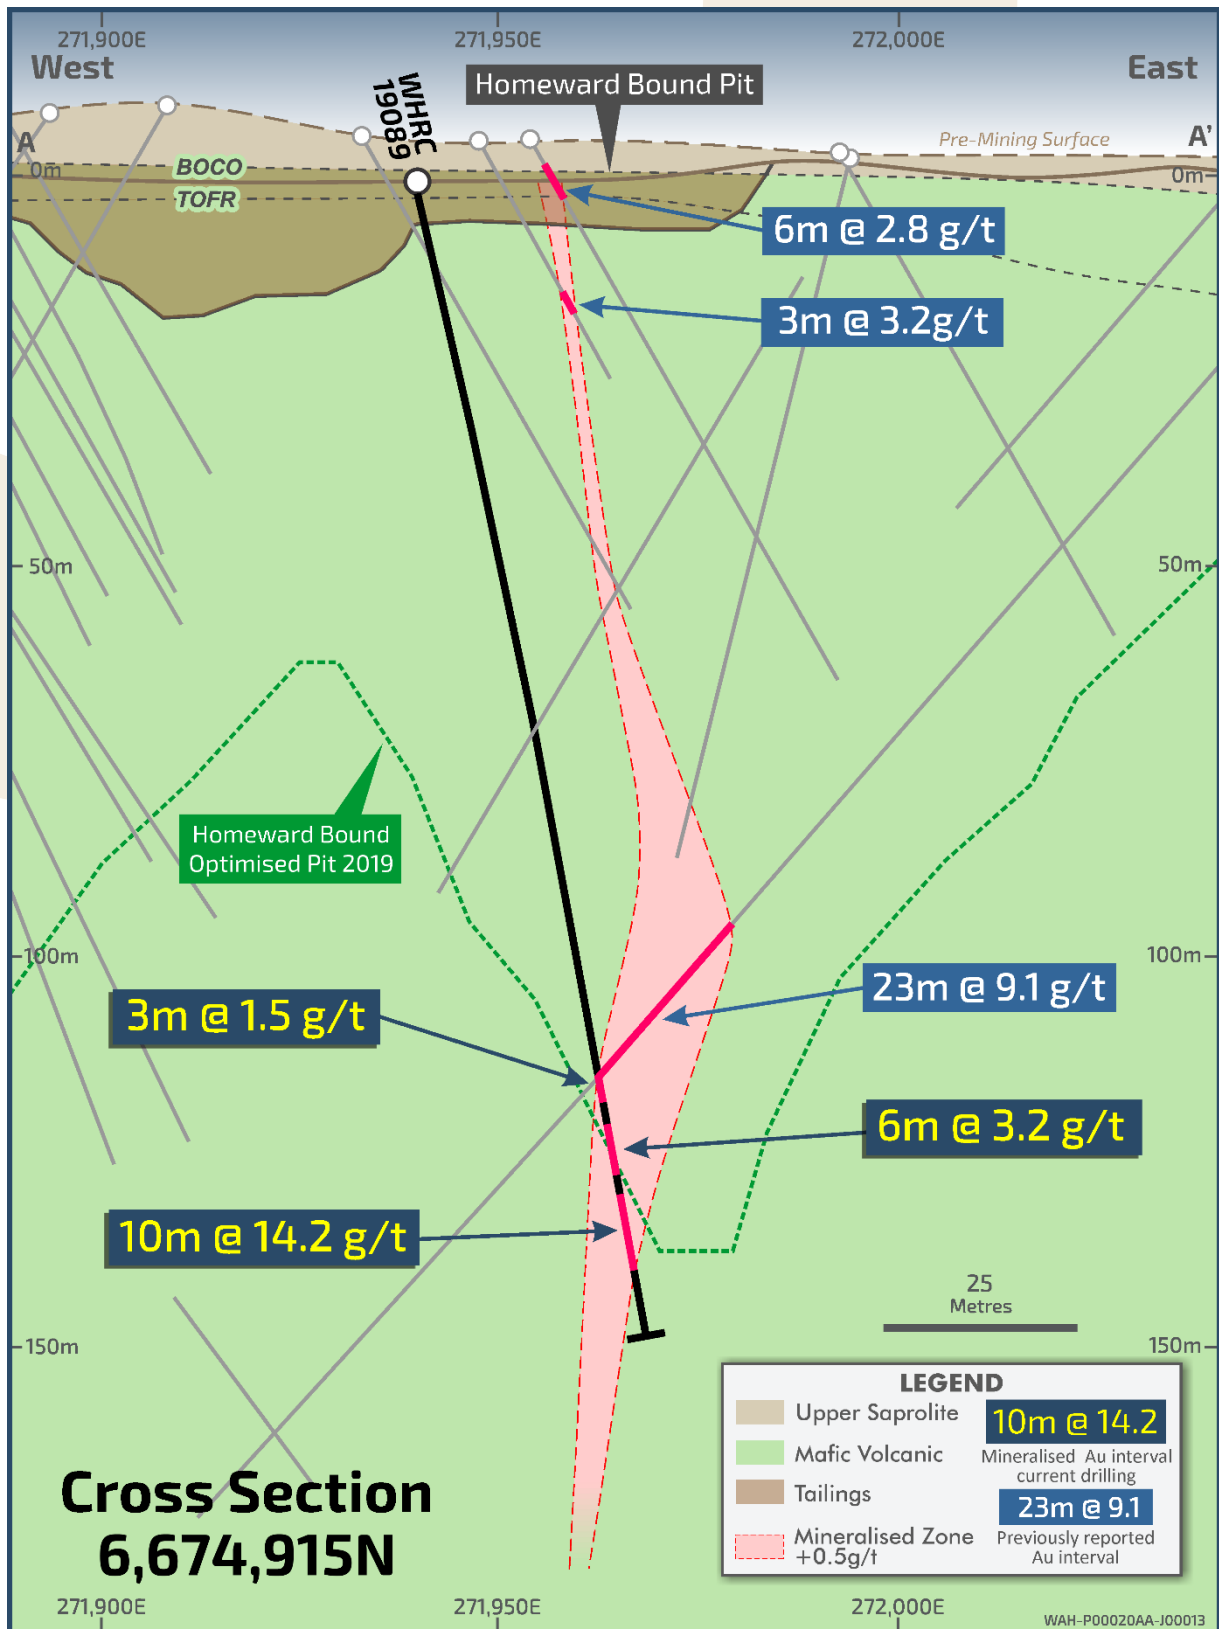 271,900E
271,950E
272,000E
West
East
Homeward Bound Pit
WHRC
19089
Pre-Mining Surface
A
A'
BOCO
0m
0m
TOFR
6m @ 2.8 g/t
3m @ 3.2g/t
50m
50m
Homeward Bound
Optimised Pit 2019
100m
100m
23m @ 9.1 g/t
3m @ 1.5 g/t
6m @ 3.2 g/t
10m @ 14.2 g/t
25
Metres
150m
150m
LEGEND
Upper Saprolite
Mafic Volcanic
Tailings
Mineralised Zone
+0.5g/t
10m @ 14.2
Mineralised Au interval
current drilling
23m @ 9.1
Previously reported
Au interval
Cross Section
6,674,915N
271,900E
271,950E
272,000E
WAH-P00020AA-J00013